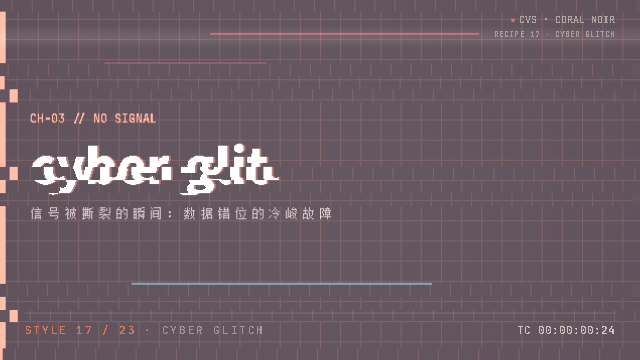 CVS • CORAL NOIR
RECIPE 17 · CYBER GLITCH
CH-03 // NO SIGNAL
cyber glit
信号被撕裂的瞬间：数据错位的冷峻故障
STYLE 17 / 23 · CYBER GLITCH
TC 00:00:00:24